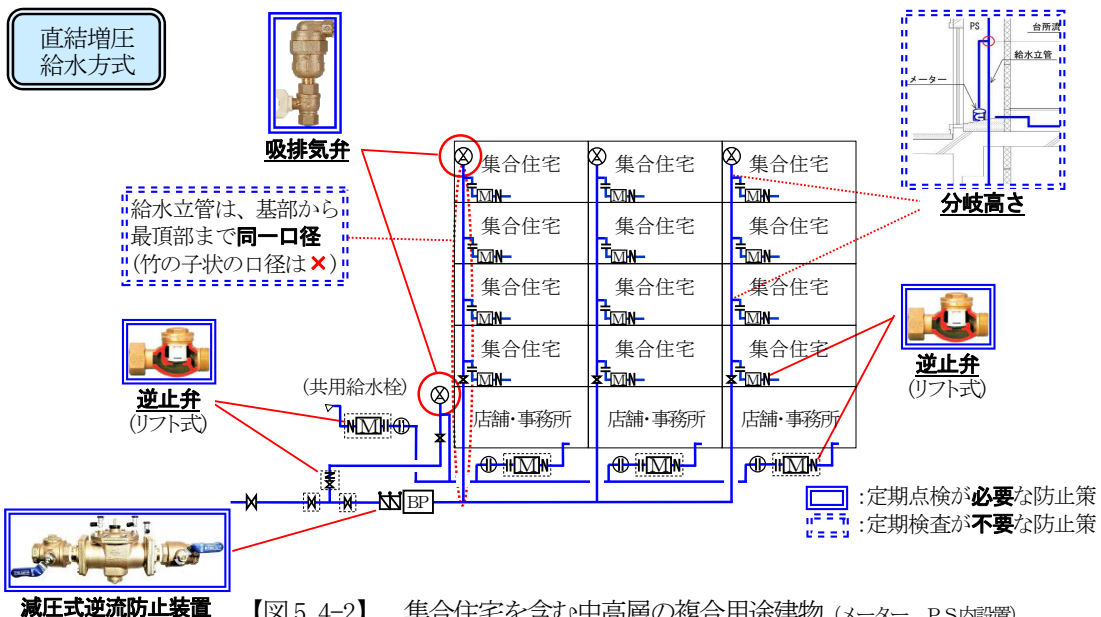 直結増圧
給水方式
吸排気弁
PS
台所流
給水立管
メーター
分岐高さ
給水立管は、基部から
最頂部まで同一口径
(竹の子状の口径は×)
集合住宅 集合住宅 集合住宅
M M M
集合住宅 集合住宅 集合住宅
M M M
集合住宅 集合住宅 集合住宅
M M M
集合住宅 集合住宅 集合住宅
M M M
店舗・事務所 店舗・事務所 店舗・事務所
M M M
逆止弁
(リフト式)
(共用給水栓)
M
逆止弁
(リフト式)
BP
:定期点検が必要な防止策
:定期検査が不要な防止策
減圧式逆流防止装置
【図5.4-2】 集合住宅を含む中高層の複合用途建物(メーター PS内設置)